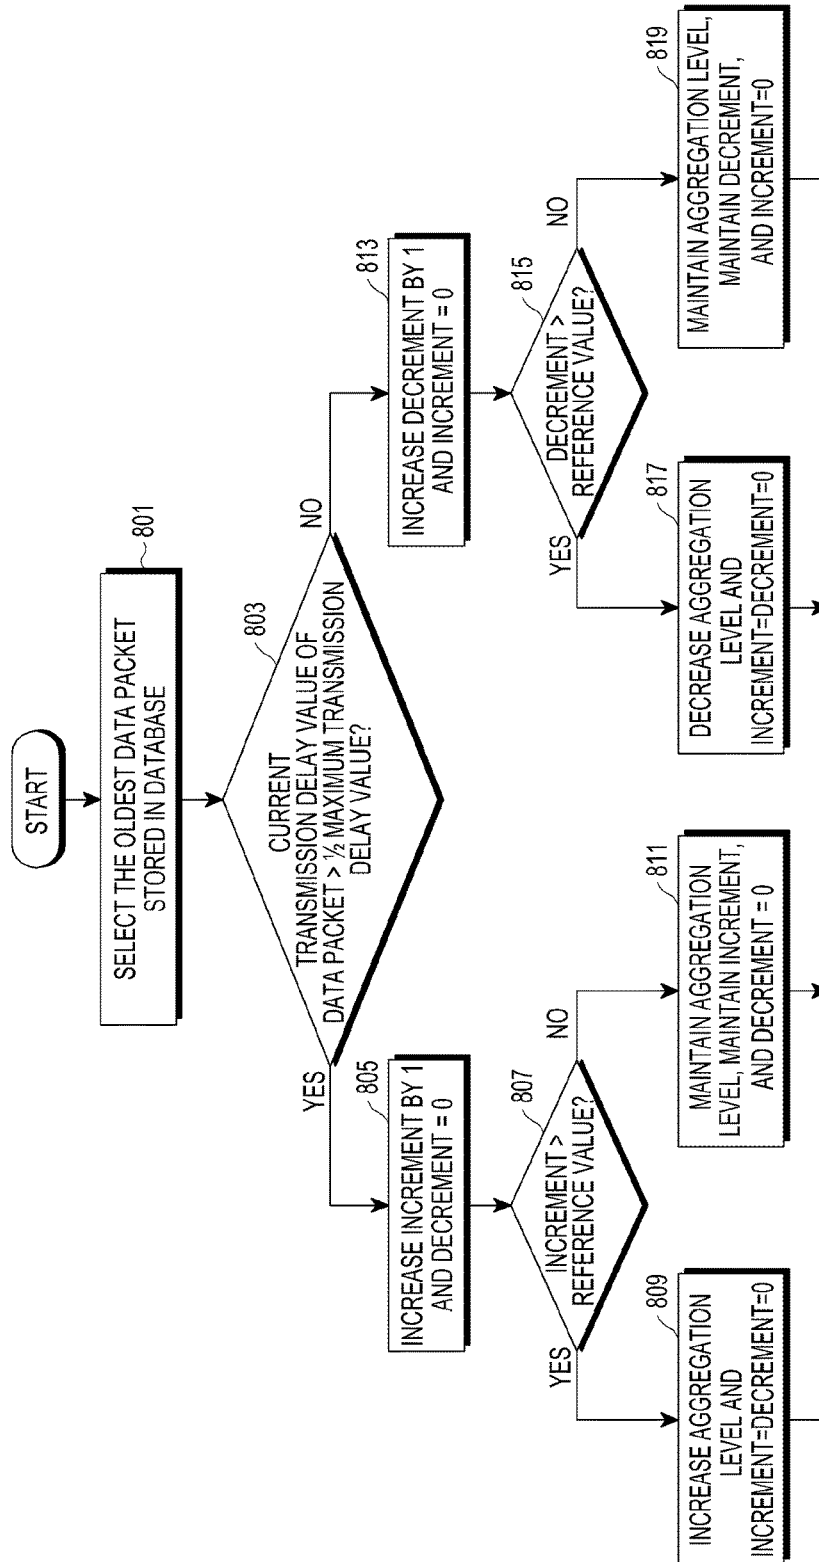 START
SELECT THE OLDEST DATA PACKET
STORED IN DATABASE
801
CURRENT
TRANSMISSION DELAY VALUE OF
DATA PACKET > ½ MAXIMUM TRANSMISSION
DELAY VALUE?
803
YES
NO
INCREASE INCREMENT BY 1
AND DECREMENT = 0
805
INCREASE DECREMENT BY 1
AND INCREMENT = 0
813
INCREMENT >
REFERENCE VALUE?
807
YES
NO
DECREMENT >
REFERENCE VALUE?
815
YES
NO
INCREASE AGGREGATION
LEVEL AND
INCREMENT=DECREMENT=0
809
MAINTAIN AGGREGATION
LEVEL, MAINTAIN INCREMENT,
AND DECREMENT = 0
811
DECREASE AGGREGATION
LEVEL AND
INCREMENT=DECREMENT=0
817
MAINTAIN AGGREGATION LEVEL,
MAINTAIN DECREMENT,
AND INCREMENT=0
819